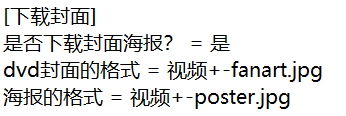 [下载封面]
是否下载封面海报？ = 是
dvd封面的格式 = 视频+-fanart.jpg
海报的格式 = 视频+-poster.jpg